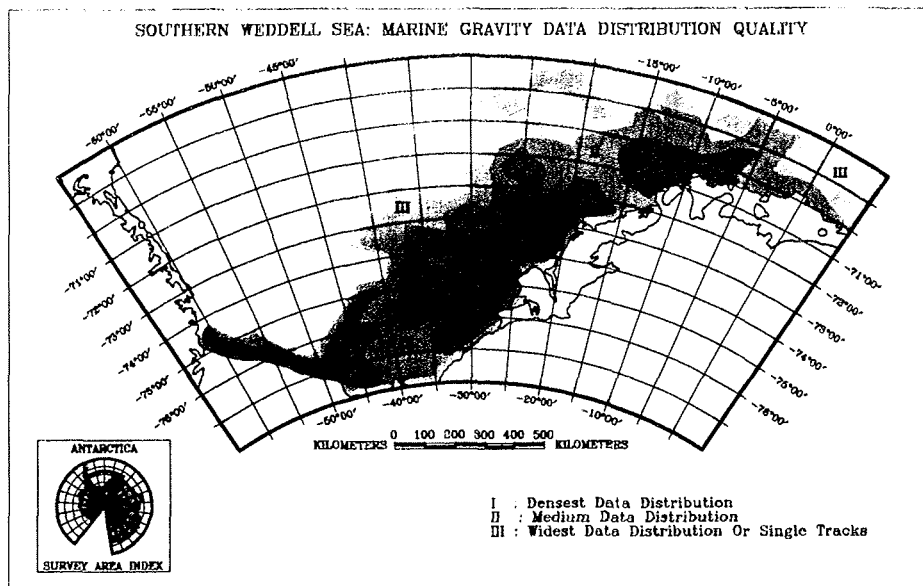 SOUTHERN WEDDELL SEA: MARINE GRAVITY DATA DISTRIBUTION QUALITY
-60°00' -55°00' -50°00' -45°00' -15°00' -10°00' -5°00' 0°00'
II
III
III
-71°00' -71°00'
-72°00' -72°00'
-73°00' -73°00'
-74°00' -74°00'
-75°00' -75°00'
-76°00' -76°00'
-50°00' -40°00' -30°00' -20°00' -10°00'
KILOMETERS 0 100 200 300 400 500 KILOMETERS
ANTARCTICA
SURVEY AREA INDEX
I : Densest Data Distribution
II : Medium Data Distribution
III : Widest Data Distribution Or Single Tracks